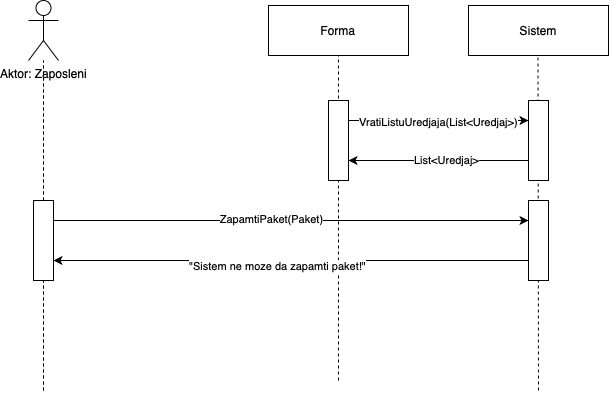 Forma
Sistem
Aktor: Zaposleni
VratiListuUredjaja(List<Uredjaj>)
List<Uredjaj>
ZapamtiPaket(Paket)
"Sistem ne moze da zapamti paket!"